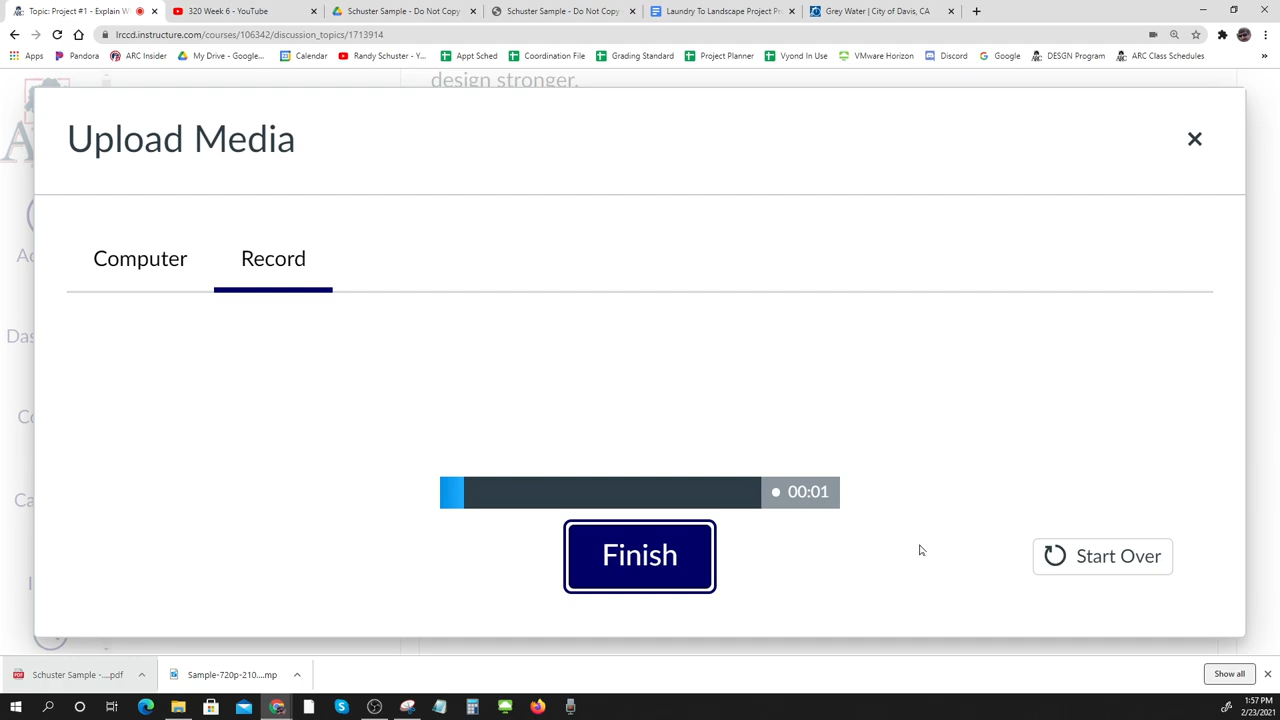 Topic: Project #1 - Explain W
320 Week 6 - YouTube
Schuster Sample - Do Not Copy
Schuster Sample - Do Not Copy
Laundry To Landscape Project Pr
Grey Water | City of Davis, CA
lrccd.instructure.com/courses/106342/discussion_topics/1713914
Apps
Pandora
ARC Insider
My Drive - Google...
Calendar
Randy Schuster - Y...
Appt Sched
Coordination File
Grading Standard
Project Planner
Vyond In Use
VMware Horizon
Discord
Google
DESGN Program
ARC Class Schedules
design stronger.
Upload Media
Computer
Record
00:01
Finish
Start Over
Schuster Sample -....pdf
Sample-720p-210....mp
Show all
1:57 PM
2/23/2021